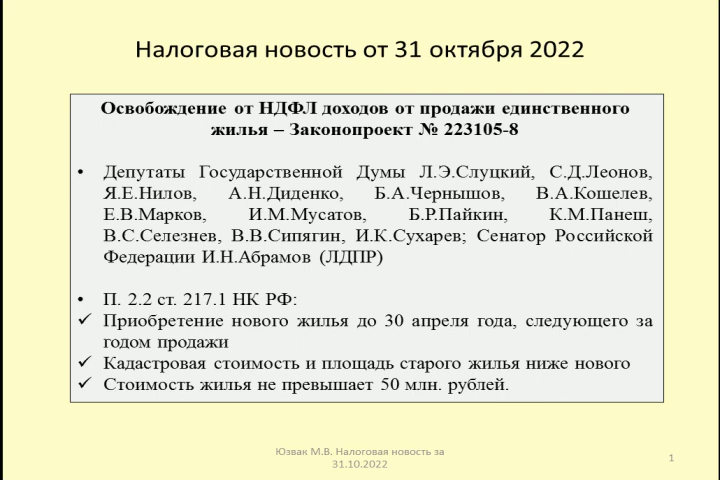 Налоговая новость от 31 октября 2022
Освобождение от НДФЛ доходов от продажи единственного
жилья – Законопроект № 223105-8
• Депутаты Государственной Думы Л.Э.Слуцкий, С.Д.Леонов,
Я.Е.Нилов, А.Н.Диденко, Б.А.Чернышов, В.А.Кошелев,
Е.В.Марков, И.М.Мусатов, Б.Р.Пайкин, К.М.Панеш,
В.С.Селезнев, В.В.Сипягин, И.К.Сухарев; Сенатор Российской
Федерации И.Н.Абрамов (ЛДПР)
• П. 2.2 ст. 217.1 НК РФ:
✓ Приобретение нового жилья до 30 апреля года, следующего за
годом продажи
✓ Кадастровая стоимость и площадь старого жилья ниже нового
✓ Стоимость жилья не превышает 50 млн. рублей.
Юзвак М.В. Налоговая новость за
31.10.2022
1